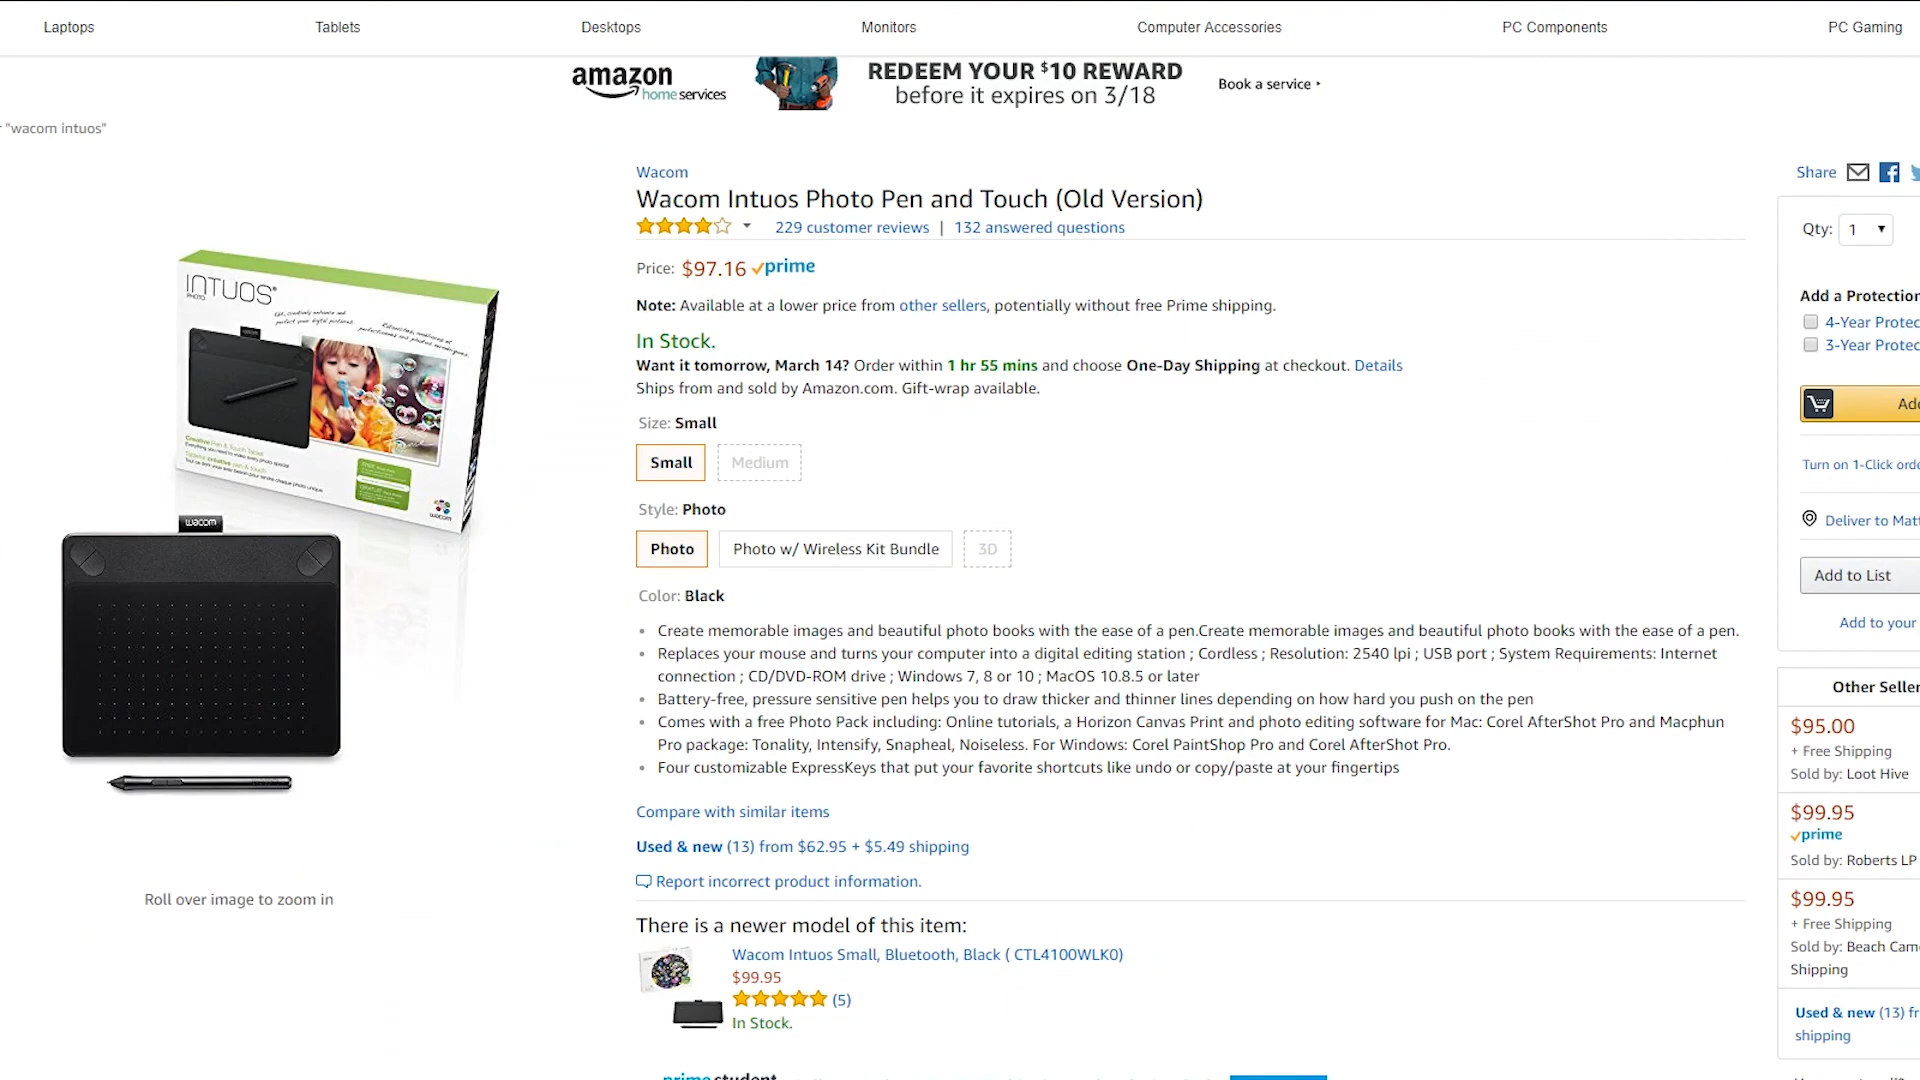 Laptops
Tablets
Desktops
Monitors
Computer Accessories
PC Components
PC Gaming
amazon
home services
REDEEM YOUR $10 REWARD
before it expires on 3/18
Book a service
"wacom intuos"
Wacom
Wacom Intuos Photo Pen and Touch (Old Version)
229 customer reviews | 132 answered questions
Price: $97.16 prime
Note: Available at a lower price from other sellers, potentially without free Prime shipping.
In Stock.
Want it tomorrow, March 14? Order within 1 hr 55 mins and choose One-Day Shipping at checkout. Details
Ships from and sold by Amazon.com. Gift-wrap available.
Size: Small
Small
Medium
Style: Photo
Photo
Photo w/ Wireless Kit Bundle
3D
Color: Black
Create memorable images and beautiful photo books with the ease of a pen.Create memorable images and beautiful photo books with the ease of a pen.
Replaces your mouse and turns your computer into a digital editing station ; Cordless ; Resolution: 2540 lpi ; USB port ; System Requirements: Internet
connection ; CD/DVD-ROM drive ; Windows 7, 8 or 10 ; MacOS 10.8.5 or later
Battery-free, pressure sensitive pen helps you to draw thicker and thinner lines depending on how hard you push on the pen
Comes with a free Photo Pack including: Online tutorials, a Horizon Canvas Print and photo editing software for Mac: Corel AfterShot Pro and Macphun
Pro package: Tonality, Intensify, Snapheal, Noiseless. For Windows: Corel PaintShop Pro and Corel AfterShot Pro.
Four customizable ExpressKeys that put your favorite shortcuts like undo or copy/paste at your fingertips
Compare with similar items
Used & new (13) from $62.95 + $5.49 shipping
Report incorrect product information.
There is a newer model of this item:
Wacom Intuos Small, Bluetooth, Black ( CTL4100WLK0)
$99.95
(5)
In Stock.
prime student
INTUOS
PHOTO
Creative Pen & Touch Tablet
wacom
wacom
Roll over image to zoom in
Share
Qty: 1
Add a Protection
4-Year Protec
3-Year Protec
Add
Turn on 1-Click orde
Deliver to Matt
Add to List
Add to your
Other Seller
$95.00
+ Free Shipping
Sold by: Loot Hive
$99.95
prime
Sold by: Roberts LP
$99.95
+ Free Shipping
Sold by: Beach Cam
Shipping
Used & new (13) fr
shipping